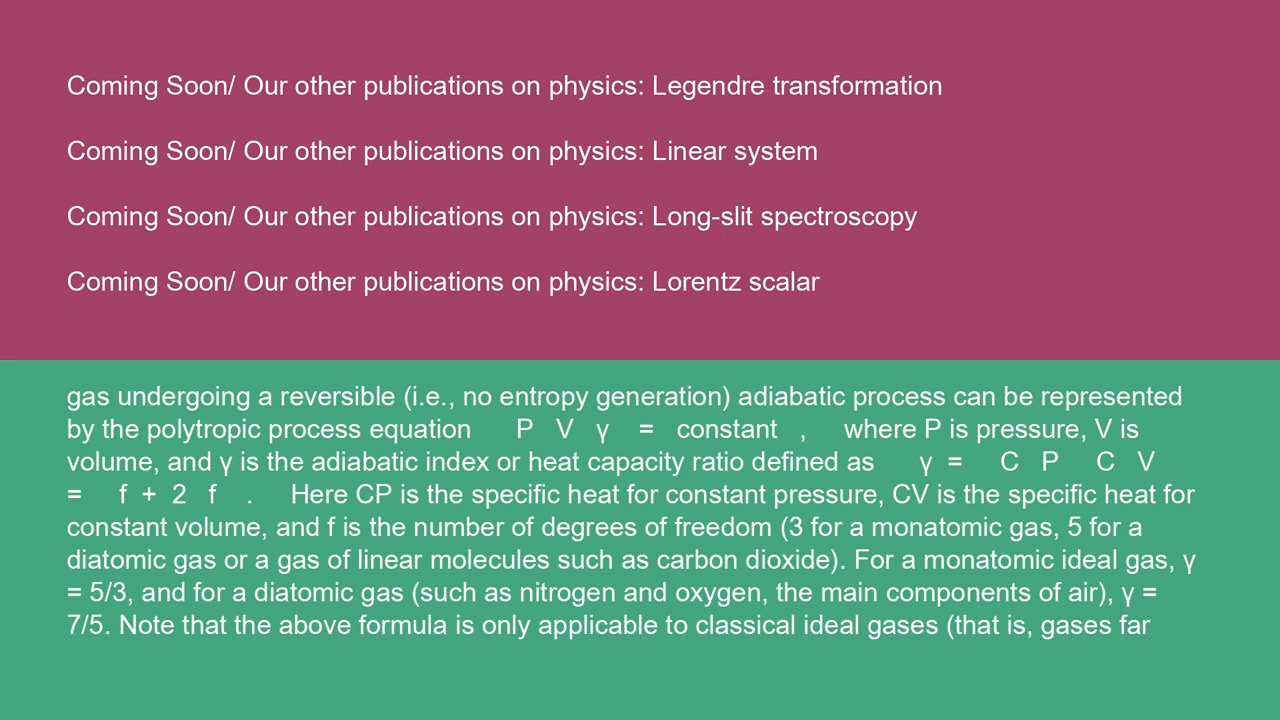 Coming Soon/ Our other publications on physics: Legendre transformation
Coming Soon/ Our other publications on physics: Linear system
Coming Soon/ Our other publications on physics: Long-slit spectroscopy
Coming Soon/ Our other publications on physics: Lorentz scalar
gas undergoing a reversible (i.e., no entropy generation) adiabatic process can be represented
by the polytropic process equation P V γ = constant , where P is pressure, V is
volume, and γ is the adiabatic index or heat capacity ratio defined as γ = C P C V
= f + 2 f . Here CP is the specific heat for constant pressure, CV is the specific heat for
constant volume, and f is the number of degrees of freedom (3 for a monatomic gas, 5 for a
diatomic gas or a gas of linear molecules such as carbon dioxide). For a monatomic ideal gas, γ
= 5/3, and for a diatomic gas (such as nitrogen and oxygen, the main components of air), γ =
7/5. Note that the above formula is only applicable to classical ideal gases (that is, gases far